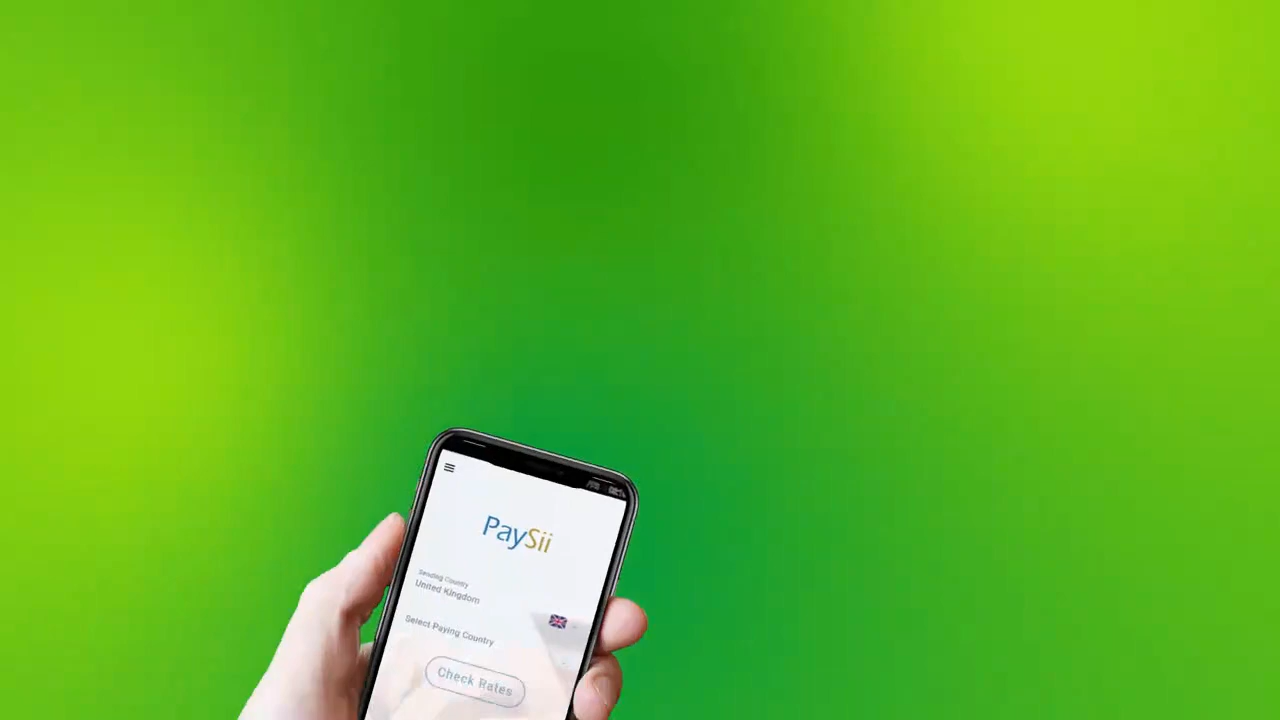 PaySii
Sending Country
United Kingdom
Select Paying Country
Check Rates